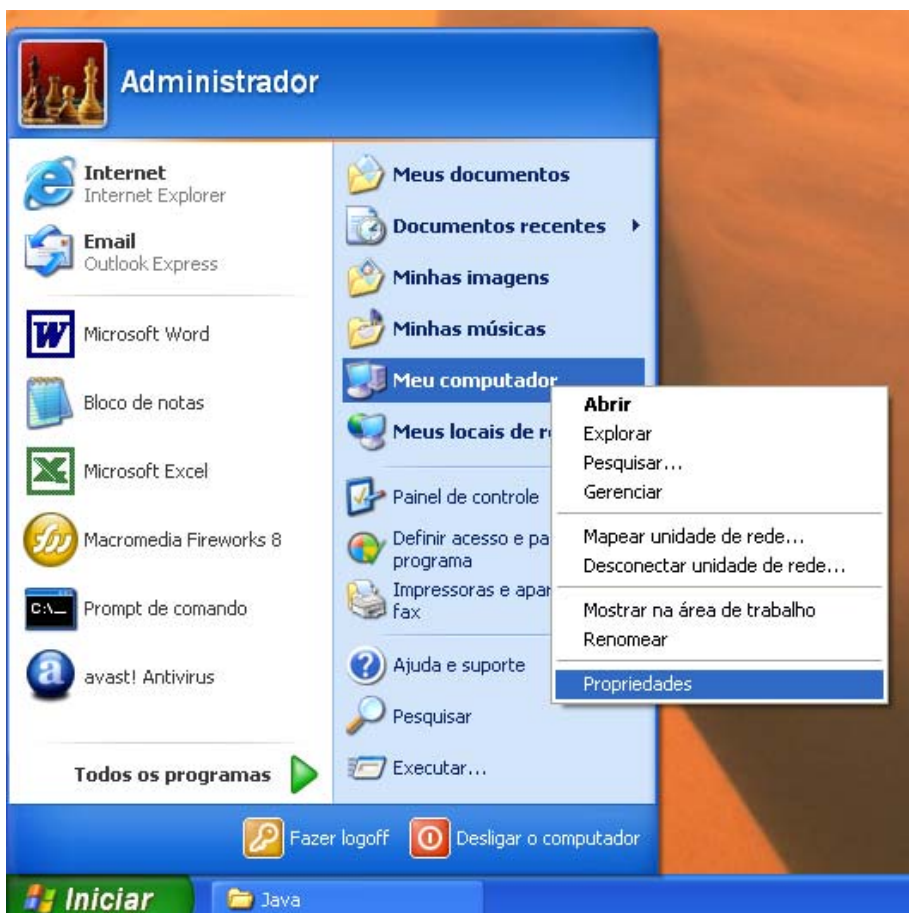 Administrador
Internet
Internet Explorer
Email
Outlook Express
Microsoft Word
Bloco de notas
Microsoft Excel
Macromedia Fireworks 8
C:\_
Prompt de comando
avast! Antivirus
Todos os programas
Meus documentos
Documentos recentes
Minhas imagens
Minhas músicas
Meu computador
Meus locais de r
Painel de controle
Definir acesso e pa
programa
Impressoras e apar
fax
Ajuda e suporte
Pesquisar
Executar...
Abrir
Explorar
Pesquisar...
Gerenciar
Mapear unidade de rede...
Desconectar unidade de rede...
Mostrar na área de trabalho
Renomear
Propriedades
Fazer logoff
Desligar o computador
Iniciar
Java